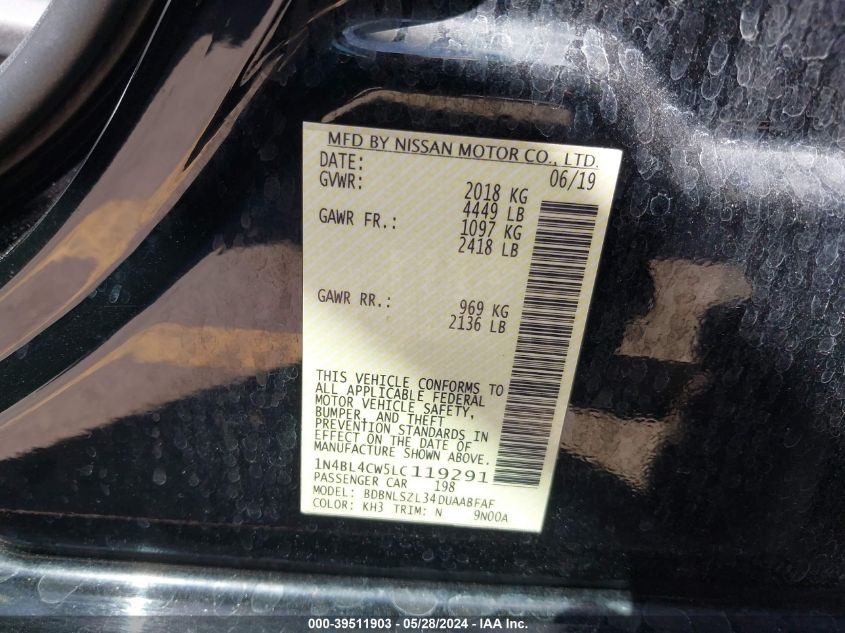 MFD BY NISSAN MOTOR CO., LTD.
DATE: 06/19
GVWR: 2018 KG
4449 LB
GAWR FR.: 1097 KG
2418 LB
GAWR RR.: 969 KG
2136 LB
THIS VEHICLE CONFORMS TO
ALL APPLICABLE FEDERAL
MOTOR VEHICLE SAFETY,
BUMPER, AND THEFT
PREVENTION STANDARDS IN
EFFECT ON THE DATE OF
MANUFACTURE SHOWN ABOVE.
1N4BL4CW5LC119291
PASSENGER CAR 198
MODEL: BDBNLSZL34DUAABFAF
COLOR: KH3 TRIM: N 9N00A
000-39511903 - 05/28/2024 - IAA Inc.